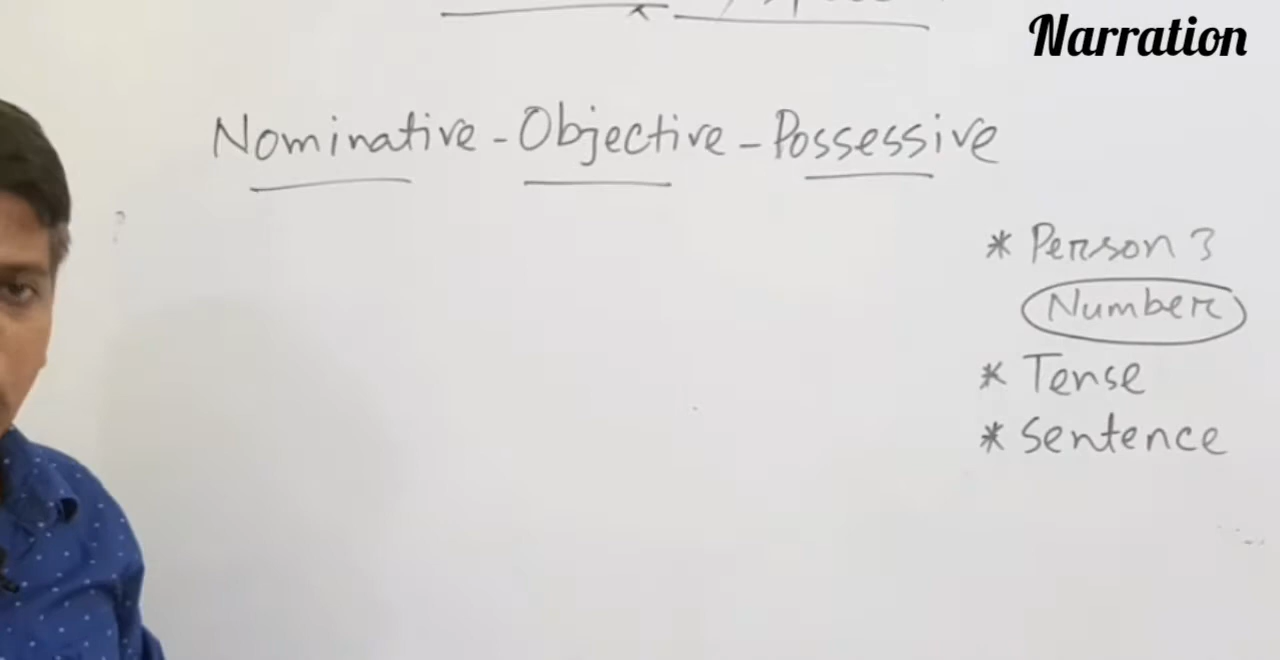 Narration
Nominative - Objective - Possessive
* Person 3
Number
* Tense
* Sentence